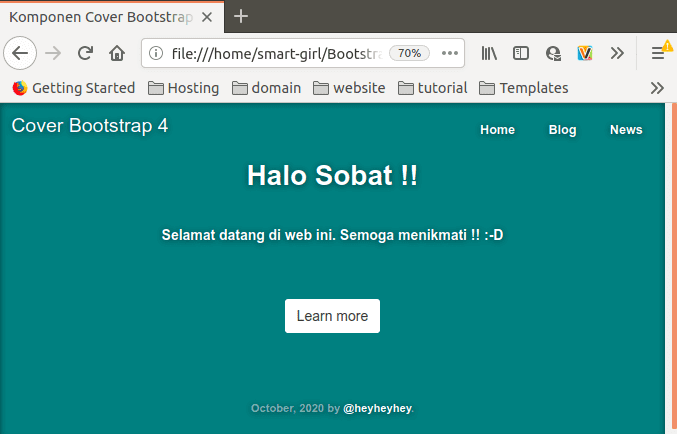 Komponen Cover Bootstrap
file:///home/smart-girl/Bootstra 70%
Getting Started Hosting domain website tutorial Templates
Cover Bootstrap 4 Home Blog News
Halo Sobat !!
Selamat datang di web ini. Semoga menikmati !! :-D
Learn more
October, 2020 by @heyheyhey.